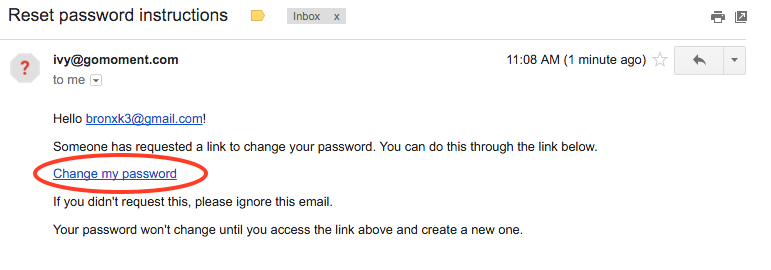 Reset password instructions Inbox x
ivy@gomoment.com 11:08 AM (1 minute ago)
to me
Hello bronxk3@gmail.com!
Someone has requested a link to change your password. You can do this through the link below.
Change my password
If you didn't request this, please ignore this email.
Your password won't change until you access the link above and create a new one.